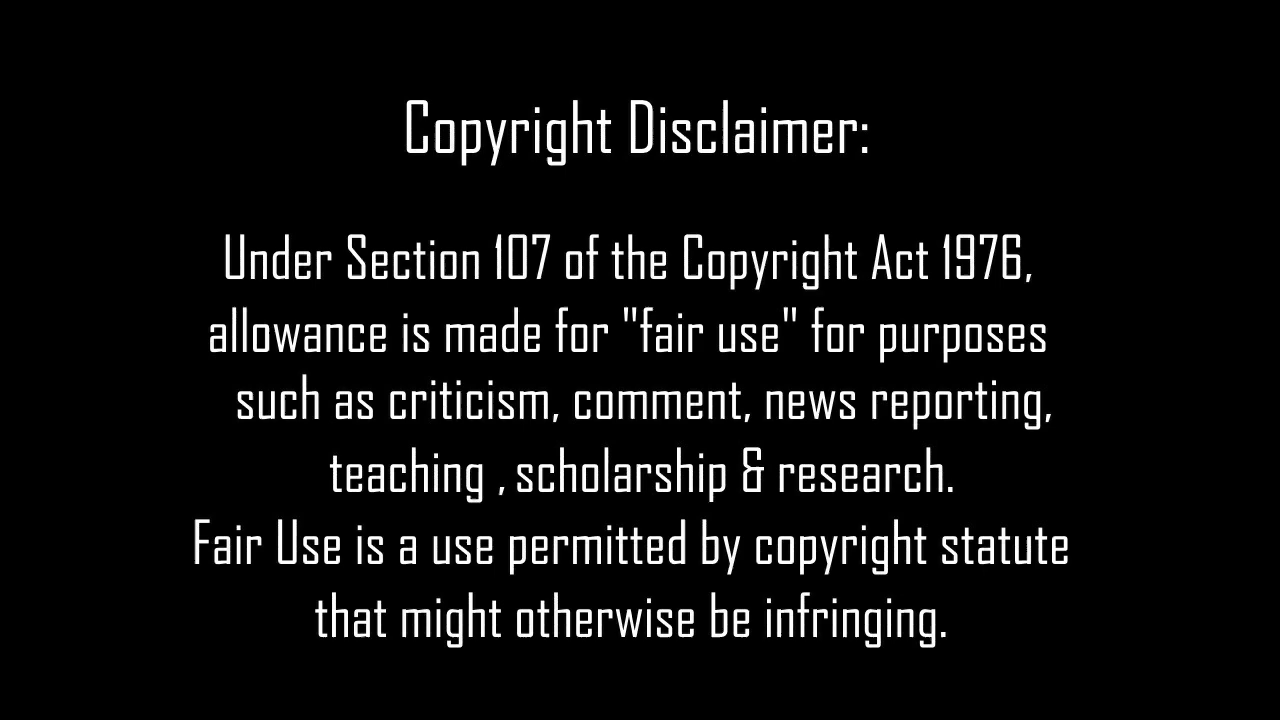 Copyright Disclaimer:
Under Section 107 of the Copyright Act 1976,
allowance is made for "fair use" for purposes
such as criticism, comment, news reporting,
teaching , scholarship & research.
Fair Use is a use permitted by copyright statute
that might otherwise be infringing.